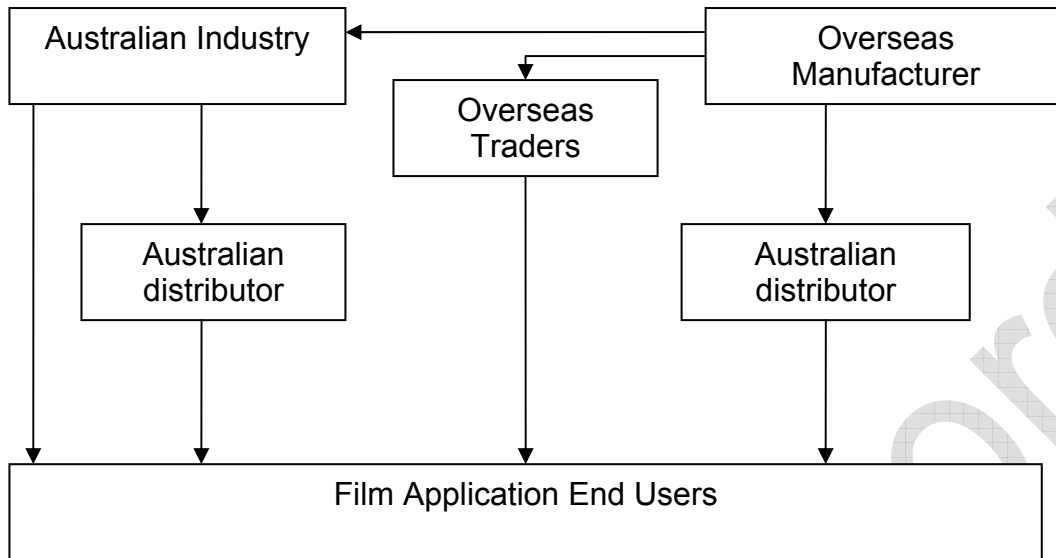 Australian Industry
Overseas
Manufacturer
Overseas
Traders
Australian
distributor
Australian
distributor
Film Application End Users